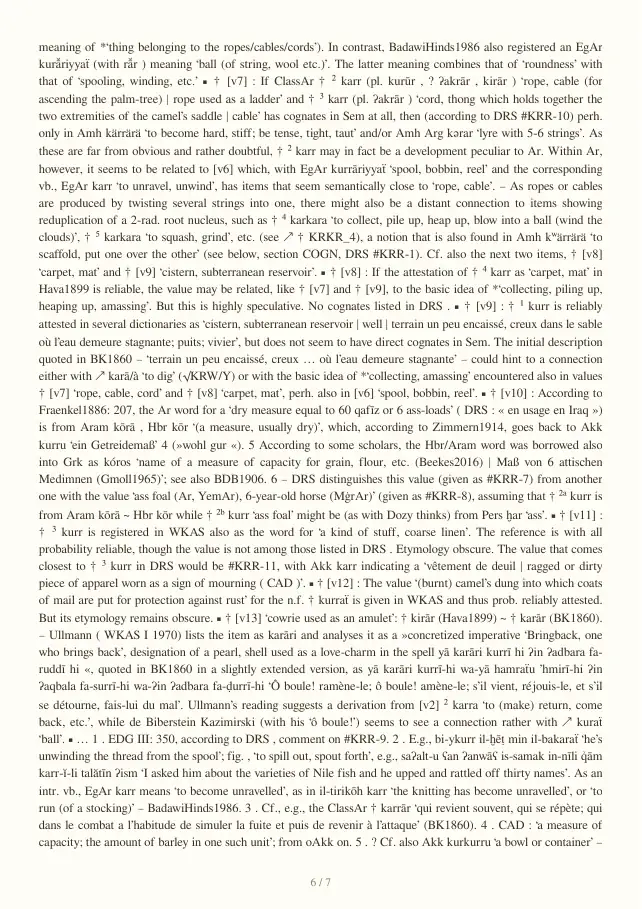 meaning of *‘thing belonging to the ropes/cables/cords’). In contrast, BadawiHinds1986 also registered an EgAr
kurạ̈riyyaẗ (with rạ̈r ) meaning ‘ball (of string, wool etc.)’. The latter meaning combines that of ‘roundness’ with
that of ‘spooling, winding, etc.’ ▪ † [v7] : If ClassAr † ² karr (pl. kurūr , ? ʔakrār , kirār ) ‘rope, cable (for
ascending the palm-tree) | rope used as a ladder’ and † ³ karr (pl. ʔakrār ) ‘cord, thong which holds together the
two extremities of the camel’s saddle | cable’ has cognates in Sem at all, then (according to DRS #KRR-10) perh.
only in Amh kärrärä ‘to become hard, stiff; be tense, tight, taut’ and/or Amh Arg kərar ‘lyre with 5-6 strings’. As
these are far from obvious and rather doubtful, † ² karr may in fact be a development peculiar to Ar. Within Ar,
however, it seems to be related to [v6] which, with EgAr kurrāriyyaẗ ‘spool, bobbin, reel’ and the corresponding
vb., EgAr karr ‘to unravel, unwind’, has items that seem semantically close to ‘rope, cable’. – As ropes or cables
are produced by twisting several strings into one, there might also be a distant connection to items showing
reduplication of a 2-rad. root nucleus, such as † ⁴ karkara ‘to collect, pile up, heap up, blow into a ball (wind the
clouds)’, † ⁵ karkara ‘to squash, grind’, etc. (see ↗ † KRKR_4), a notion that is also found in Amh kʷärrärä ‘to
scaffold, put one over the other’ (see below, section COGN, DRS #KRR-1). Cf. also the next two items, † [v8]
‘carpet, mat’ and † [v9] ‘cistern, subterranean reservoir’. ▪ † [v8] : If the attestation of † ⁴ karr as ‘carpet, mat’ in
Hava1899 is reliable, the value may be related, like † [v7] and † [v9], to the basic idea of *‘collecting, piling up,
heaping up, amassing’. But this is highly speculative. No cognates listed in DRS . ▪ † [v9] : † ¹ kurr is reliably
attested in several dictionaries as ‘cistern, subterranean reservoir | well | terrain un peu encaissé, creux dans le sable
où l’eau demeure stagnante; puits; vivier’, but does not seem to have direct cognates in Sem. The initial description
quoted in BK1860 – ‘terrain un peu encaissé, creux … où l’eau demeure stagnante’ – could hint to a connection
either with ↗ karā/à ‘to dig’ (√KRW/Y) or with the basic idea of *‘collecting, amassing’ encountered also in values
† [v7] ‘rope, cable, cord’ and † [v8] ‘carpet, mat’, perh. also in [v6] ‘spool, bobbin, reel’. ▪ † [v10] : According to
Fraenkel1886: 207, the Ar word for a ‘dry measure equal to 60 qafīz or 6 ass-loads’ ( DRS : « en usage en Iraq »)
is from Aram kōrā , Hbr kōr ‘(a measure, usually dry)’, which, according to Zimmern1914, goes back to Akk
kurru ‘ein Getreidemaß’ 4 (»wohl gur «). 5 According to some scholars, the Hbr/Aram word was borrowed also
into Grk as kóros ‘name of a measure of capacity for grain, flour, etc. (Beekes2016) | Maß von 6 attischen
Medimnen (Gmoll1965)’; see also BDB1906. 6 – DRS distinguishes this value (given as #KRR-7) from another
one with the value ‘ass foal (Ar, YemAr), 6-year-old horse (MġrAr)’ (given as #KRR-8), assuming that † ²ᵃ kurr is
from Aram kōrā ~ Hbr kōr while † ²ᵇ kurr ‘ass foal’ might be (as with Dozy thinks) from Pers ḫar ‘ass’. ▪ † [v11] :
† ³ kurr is registered in WKAS also as the word for ‘a kind of stuff, coarse linen’. The reference is with all
probability reliable, though the value is not among those listed in DRS . Etymology obscure. The value that comes
closest to † ³ kurr in DRS would be #KRR-11, with Akk karr indicating a ‘vêtement de deuil | ragged or dirty
piece of apparel worn as a sign of mourning ( CAD )’. ▪ † [v12] : The value ‘(burnt) camel’s dung into which coats
of mail are put for protection against rust’ for the n.f. † kurraẗ is given in WKAS and thus prob. reliably attested.
But its etymology remains obscure. ▪ † [v13] ‘cowrie used as an amulet’: † kirār (Hava1899) ~ † karār (BK1860).
– Ullmann ( WKAS I 1970) lists the item as karāri and analyses it as a »concretized imperative ‘Bringback, one
who brings back’, designation of a pearl, shell used as a love-charm in the spell yā karāri kurrī hi ʔin ʔadbara fa-
ruddī hi «, quoted in BK1860 in a slightly extended version, as yā karāri kurrī-hi wa-yā hamraẗu ’hmirī-hi ʔin
ʔaqbala fa-surrī-hi wa-ʔin ʔadbara fa-ḍurrī-hi ‘Ô boule! ramène-le; ô boule! amène-le; s’il vient, réjouis-le, et s’il
se détourne, fais-lui du mal’. Ullmann’s reading suggests a derivation from [v2] ² karra ‘to (make) return, come
back, etc.’, while de Biberstein Kazimirski (with his ‘ô boule!’) seems to see a connection rather with ↗ kuraẗ
‘ball’. ▪ … 1 . EDG III: 350, according to DRS , comment on #KRR-9. 2 . E.g., bi-ykurr il-ḫēṭ min il-bakaraẗ ‘he’s
unwinding the thread from the spool’; fig. , ‘to spill out, spout forth’, e.g., saʔalt-u ʕan ʔanwāʕ is-samak in-nīli q̇ām
karr-ĭ-li talātīn ʔism ‘I asked him about the varieties of Nile fish and he upped and rattled off thirty names’. As an
intr. vb., EgAr karr means ‘to become unravelled’, as in il-tirikōh karr ‘the knitting has become unravelled’, or ‘to
run (of a stocking)’ – BadawiHinds1986. 3 . Cf., e.g., the ClassAr † karrār ‘qui revient souvent, qui se répète; qui
dans le combat a l’habitude de simuler la fuite et puis de revenir à l’attaque’ (BK1860). 4 . CAD : ‘a measure of
capacity; the amount of barley in one such unit’; from oAkk on. 5 . ? Cf. also Akk kurkurru ‘a bowl or container’ –
6 / 7